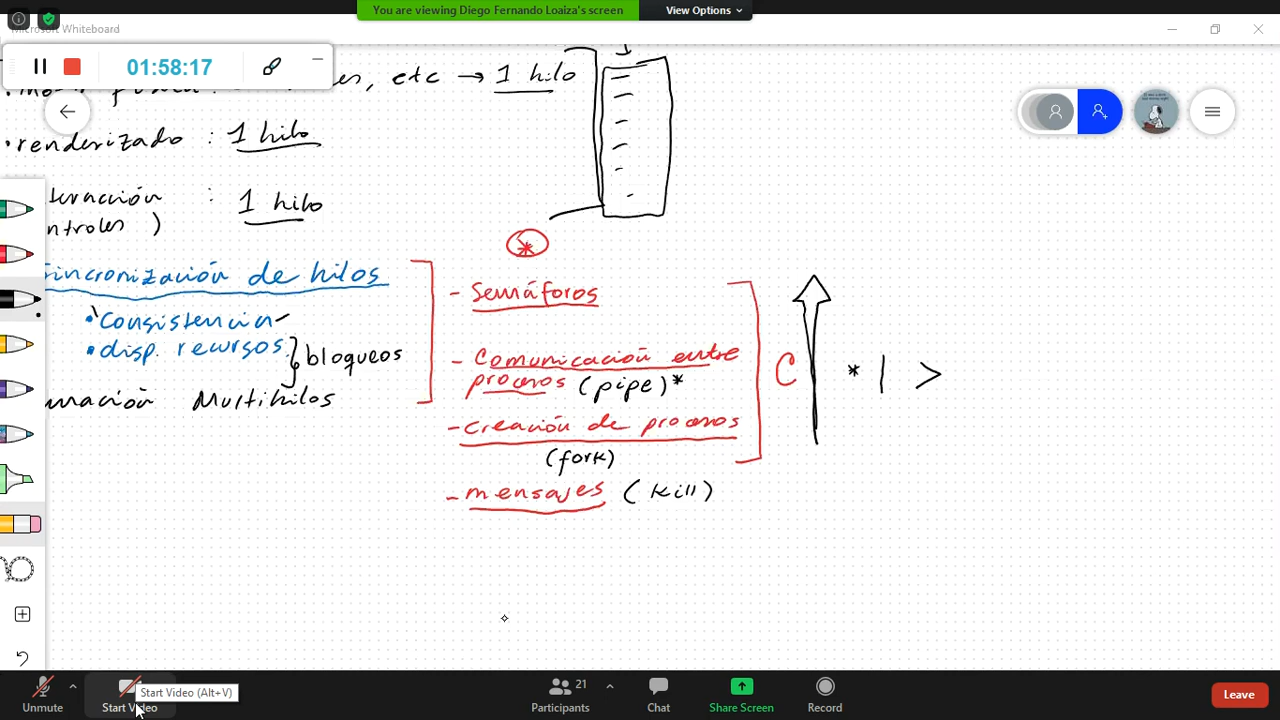 You are viewing Diego Fernando Loaiza's screen
View Options
Microsoft Whiteboard
01:58:17
, etc → 1 hilo
• renderizado : 1 hilo
: 1 hilo
)
sincronización de hilos
• Consistencia
• disp. recursos } bloqueos
Multihilos
*
- Semáforos
- Comunicación entre
procesos (pipe)*
- creación de procesos
(fork)
- mensajes (kill)
C
* | >
Start Video (Alt+V)
Unmute
Start Video
21
Participants
Chat
Share Screen
Record
Leave